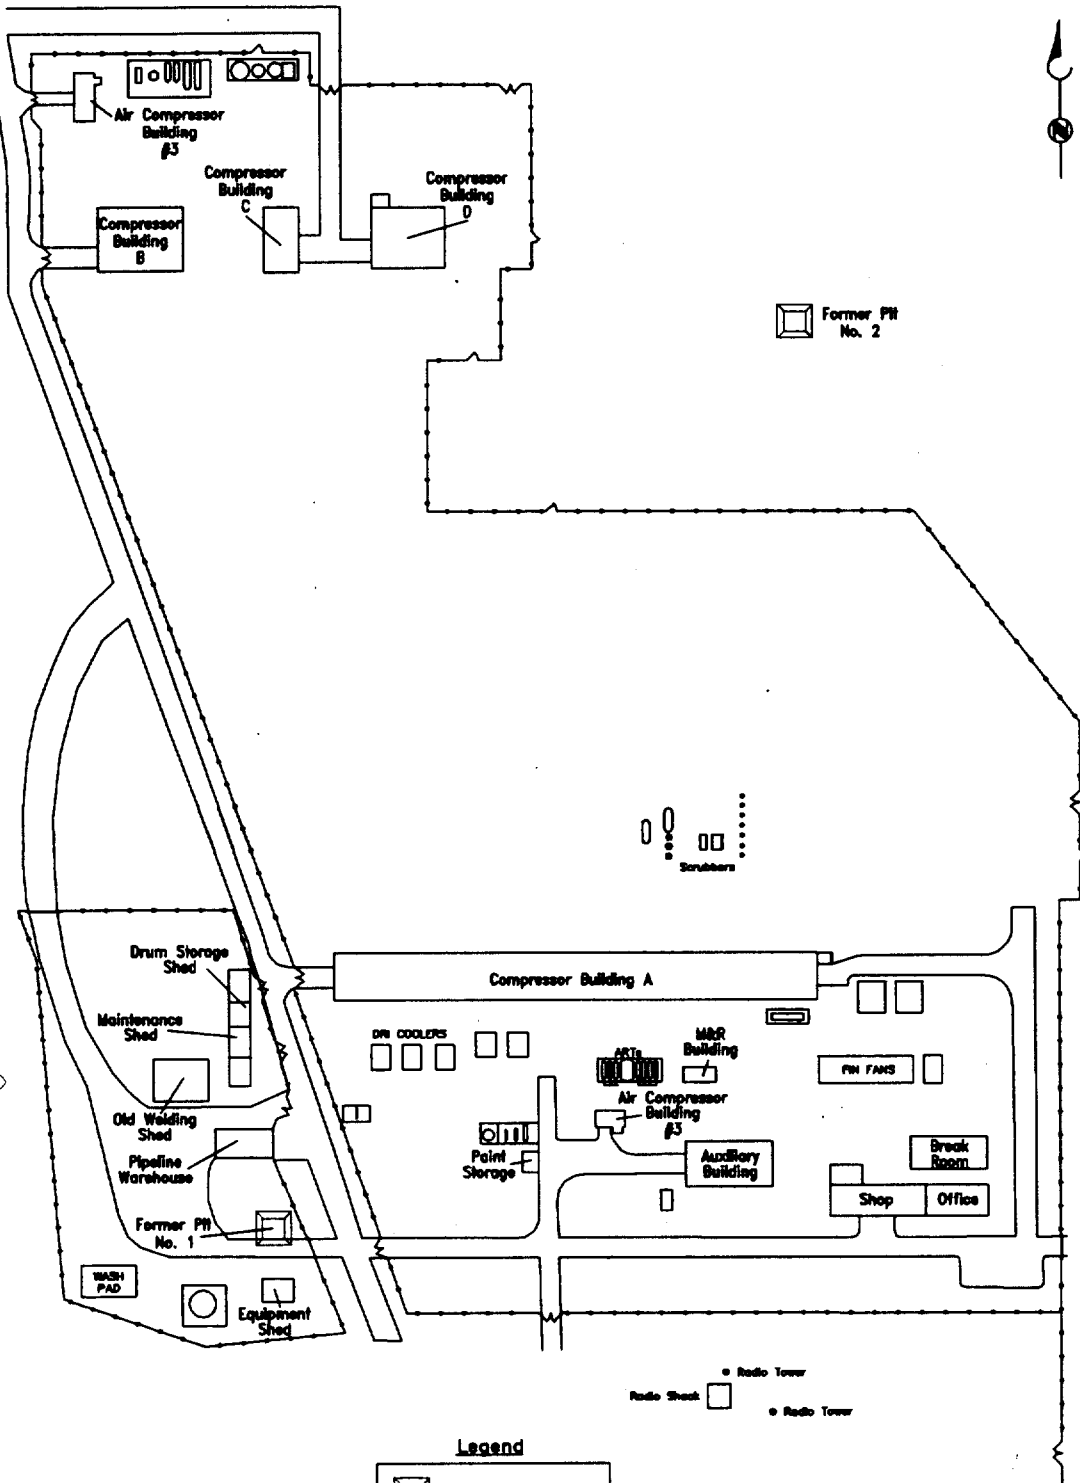 Air Compressor
Building
#3
Compressor
Building
C
Compressor
Building
D
Compressor
Building
B
Former Pit
No. 2
Scrubbers
Drum Storage
Shed
Compressor Building A
Maintenance
Shed
DRI COOLERS
ARTs
M&R
Building
FIN FANS
Old Welding
Shed
Air Compressor
Building
#3
Pipeline
Warehouse
Paint
Storage
Auxiliary
Building
Break
Room
Shop
Office
Former Pit
No. 1
WASH
PAD
Equipment
Shed
Radio Tower
Radio Shack
Radio Tower
Legend